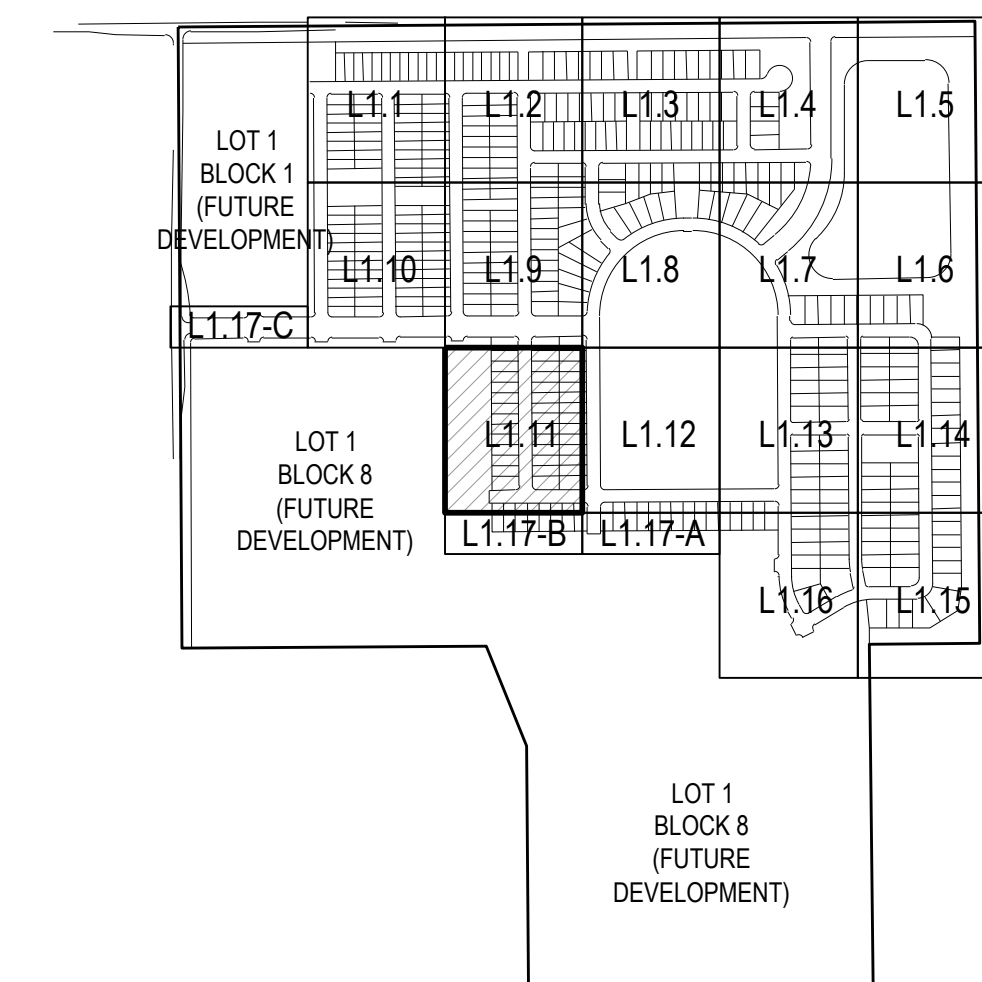 L1.1
L1.2
L1.3
L1.4
L1.5
LOT 1
BLOCK 1
(FUTURE
DEVELOPMENT)
L1.10
L1.9
L1.8
L1.7
L1.6
L1.17-C
L1.11
L1.12
L1.13
L1.14
LOT 1
BLOCK 8
(FUTURE
DEVELOPMENT)
L1.17-B
L1.17-A
L1.16
L1.15
LOT 1
BLOCK 8
(FUTURE
DEVELOPMENT)